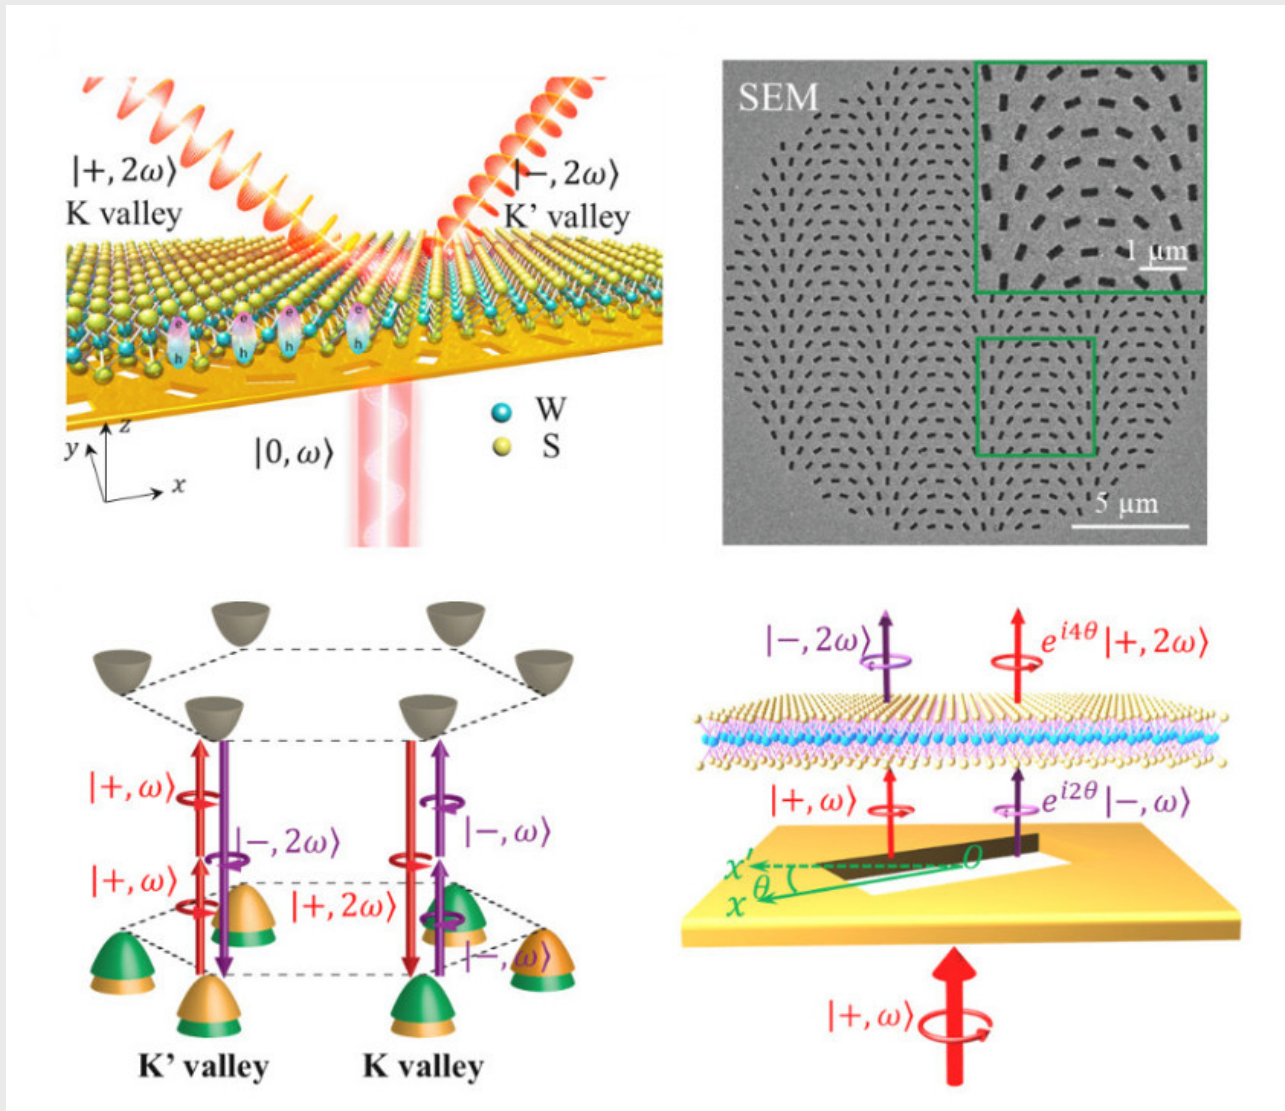 |+, 2ω⟩
K valley
|−, 2ω⟩
K' valley
e
e
e
e
h
h
h
h
z
y
x
|0, ω⟩
W
S
SEM
1 µm
5 µm
|+, ω⟩
|−, 2ω⟩
|+, ω⟩
|+, 2ω⟩
|−, ω⟩
|−, ω⟩
K' valley
K valley
|−, 2ω⟩
e^{i4θ}|+, 2ω⟩
|+, ω⟩
e^{i2θ}|−, ω⟩
x'
θ
O
x
|+, ω⟩